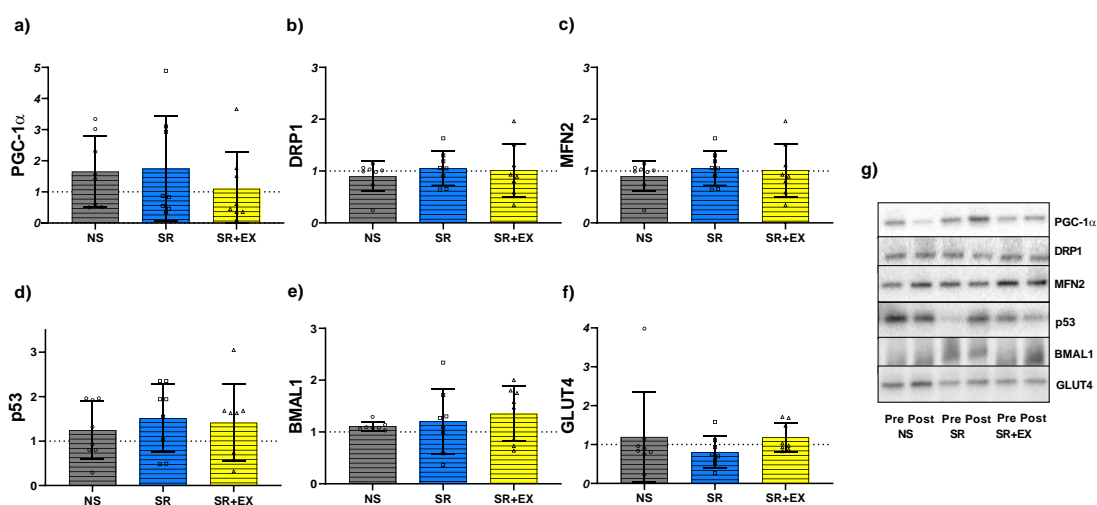 a)
PGC-1α
5
4
3
2
1
0
NS SR SR+EX
b)
DRP1
3
2
1
0
NS SR SR+EX
c)
MFN2
3
2
1
0
NS SR SR+EX
d)
p53
3
2
1
0
NS SR SR+EX
e)
BMAL1
3
2
1
0
NS SR SR+EX
f)
GLUT4
4
3
2
1
0
NS SR SR+EX
g)
PGC-1α
DRP1
MFN2
p53
BMAL1
GLUT4
Pre Post Pre Post Pre Post
NS SR SR+EX